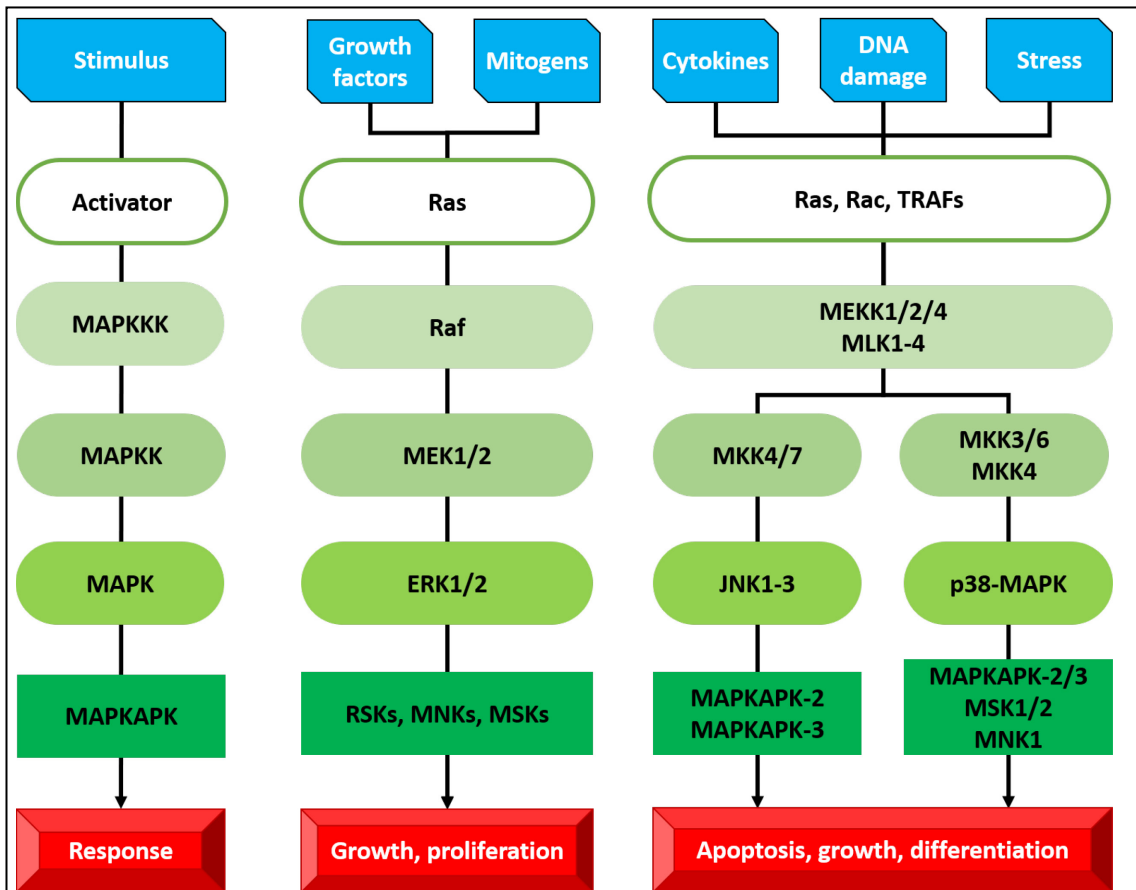 Stimulus
Growth
factors
Mitogens
Cytokines
DNA
damage
Stress
Activator
Ras
Ras, Rac, TRAFs
MAPKKK
Raf
MEKK1/2/4
MLK1-4
MAPKK
MEK1/2
MKK4/7
MKK3/6
MKK4
MAPK
ERK1/2
JNK1-3
p38-MAPK
MAPKAPK
RSKs, MNKs, MSKs
MAPKAPK-2
MAPKAPK-3
MAPKAPK-2/3
MSK1/2
MNK1
Response
Growth, proliferation
Apoptosis, growth, differentiation